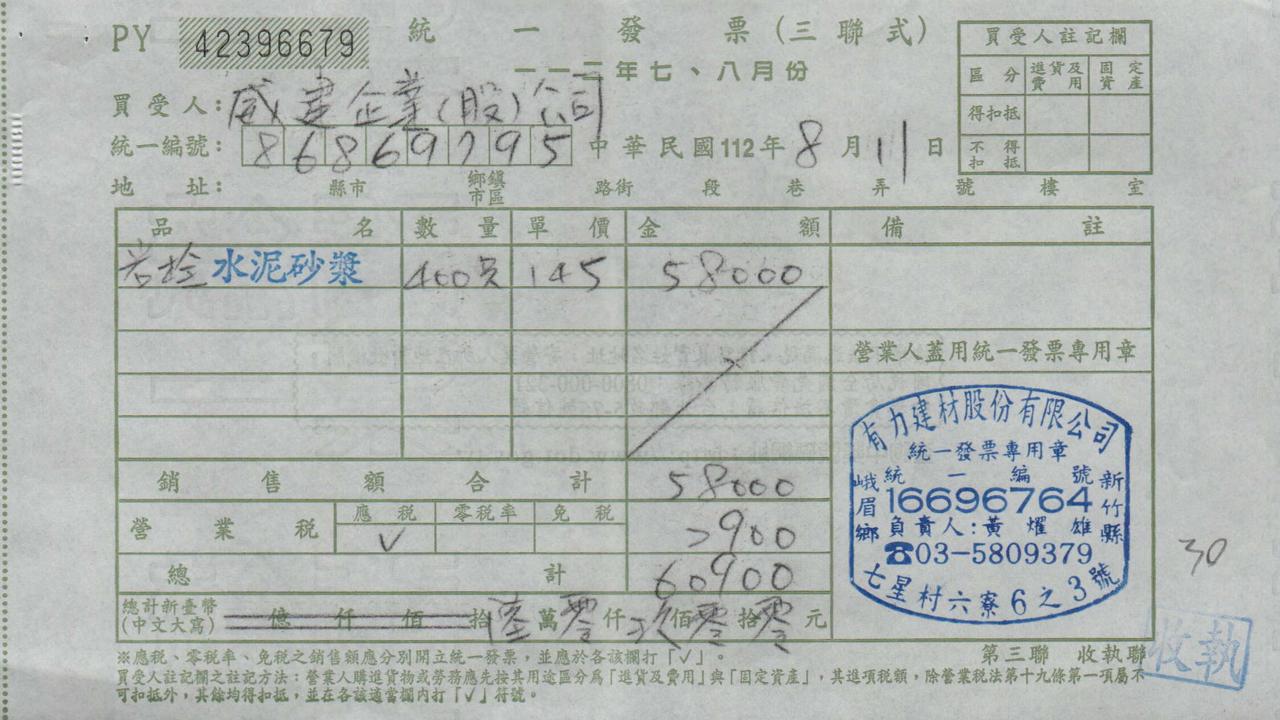 PY 42396679 統一發票(三聯式)
一一二年七、八月份
買受人註記欄
區分 進貨及費用 固定資產
得扣抵
不得扣抵
買受人: 威建企業(股)公司
統一編號: 86869795 中華民國112年8月11日
地址: 縣市 鄉鎮市區 路街 段 巷 弄 號 樓 室
品名 數量 單價 金額 備註
水泥砂漿 400 145 58000
營業人蓋用統一發票專用章
銷售額合計 58000
營業稅 應稅 零稅率 免稅
√ 2900
總計 60900
總計新臺幣(中文大寫) 億 仟 佰 拾陸萬零仟玖佰零拾零元
有力建材股份有限公司
統一發票專用章
統一編號
16696764
負責人:黃耀雄
☎03-5809379
新竹縣峨眉鄉
七星村六寮6之3號
30
收執
※應稅、零稅率、免稅之銷售額應分別開立統一發票,並應於各該欄打「√」。
第三聯 收執聯
買受人註記欄之註記方法:營業人購進貨物或勞務應先按其用途區分為「進貨及費用」與「固定資產」,其進項稅額,除營業稅法第十九條第一項屬不
可扣抵外,其餘均得扣抵,並在各該適當欄內打「√」符號。